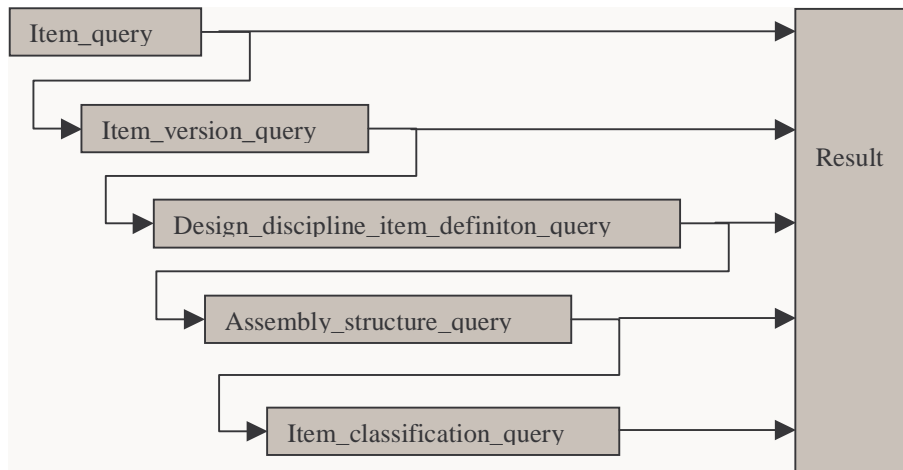 Item_query
Item_version_query
Result
Design_discipline_item_definiton_query
Assembly_structure_query
Item_classification_query